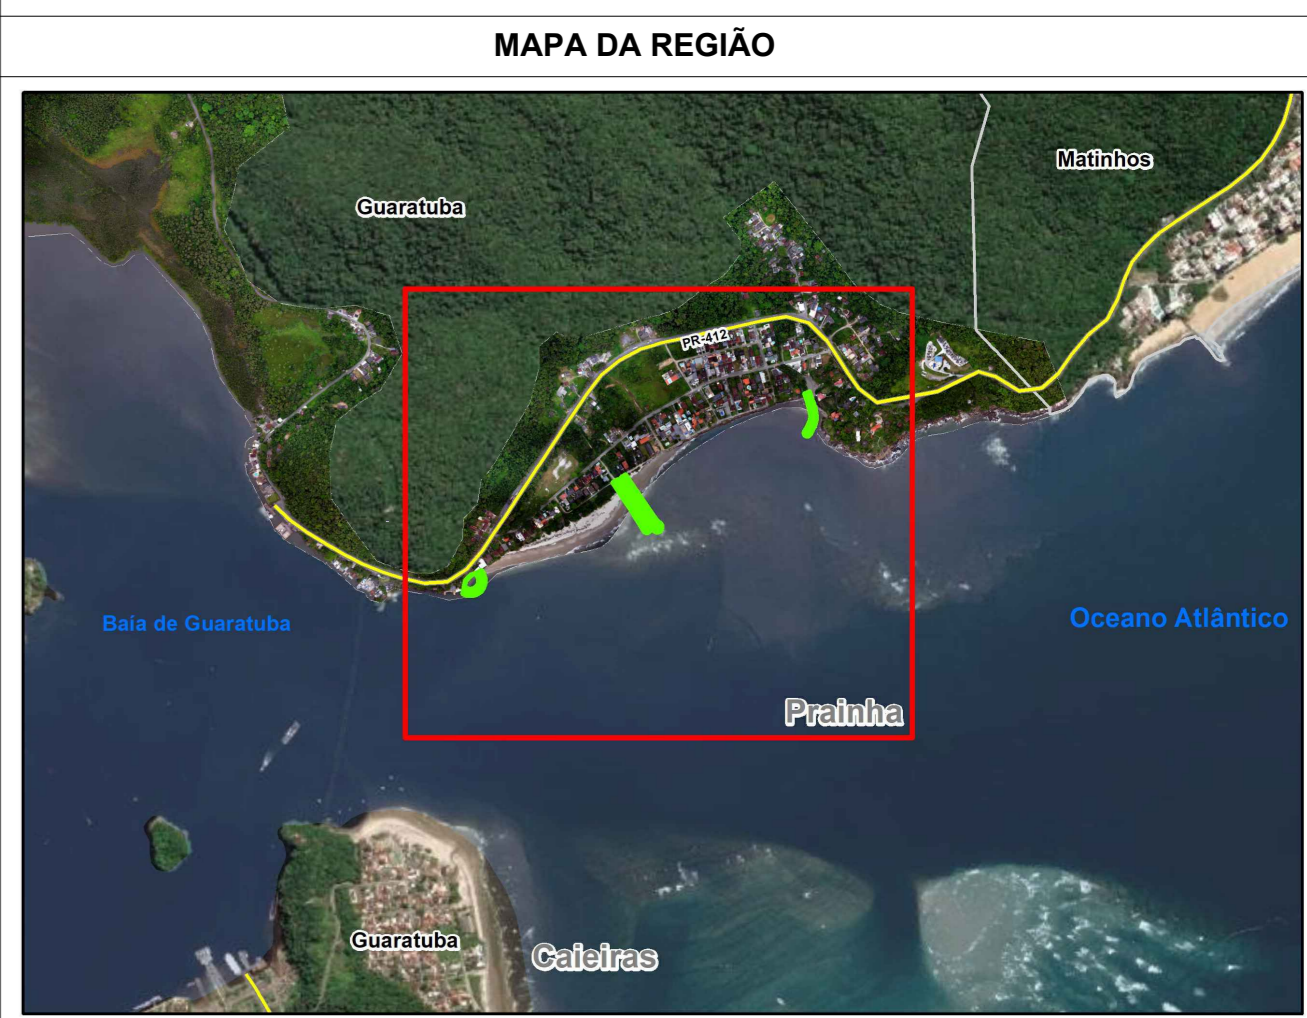 MAPA DA REGIÃO
Matinhos
Guaratuba
PR-412
Baía de Guaratuba
Oceano Atlântico
Prainha
Guaratuba
Caieiras